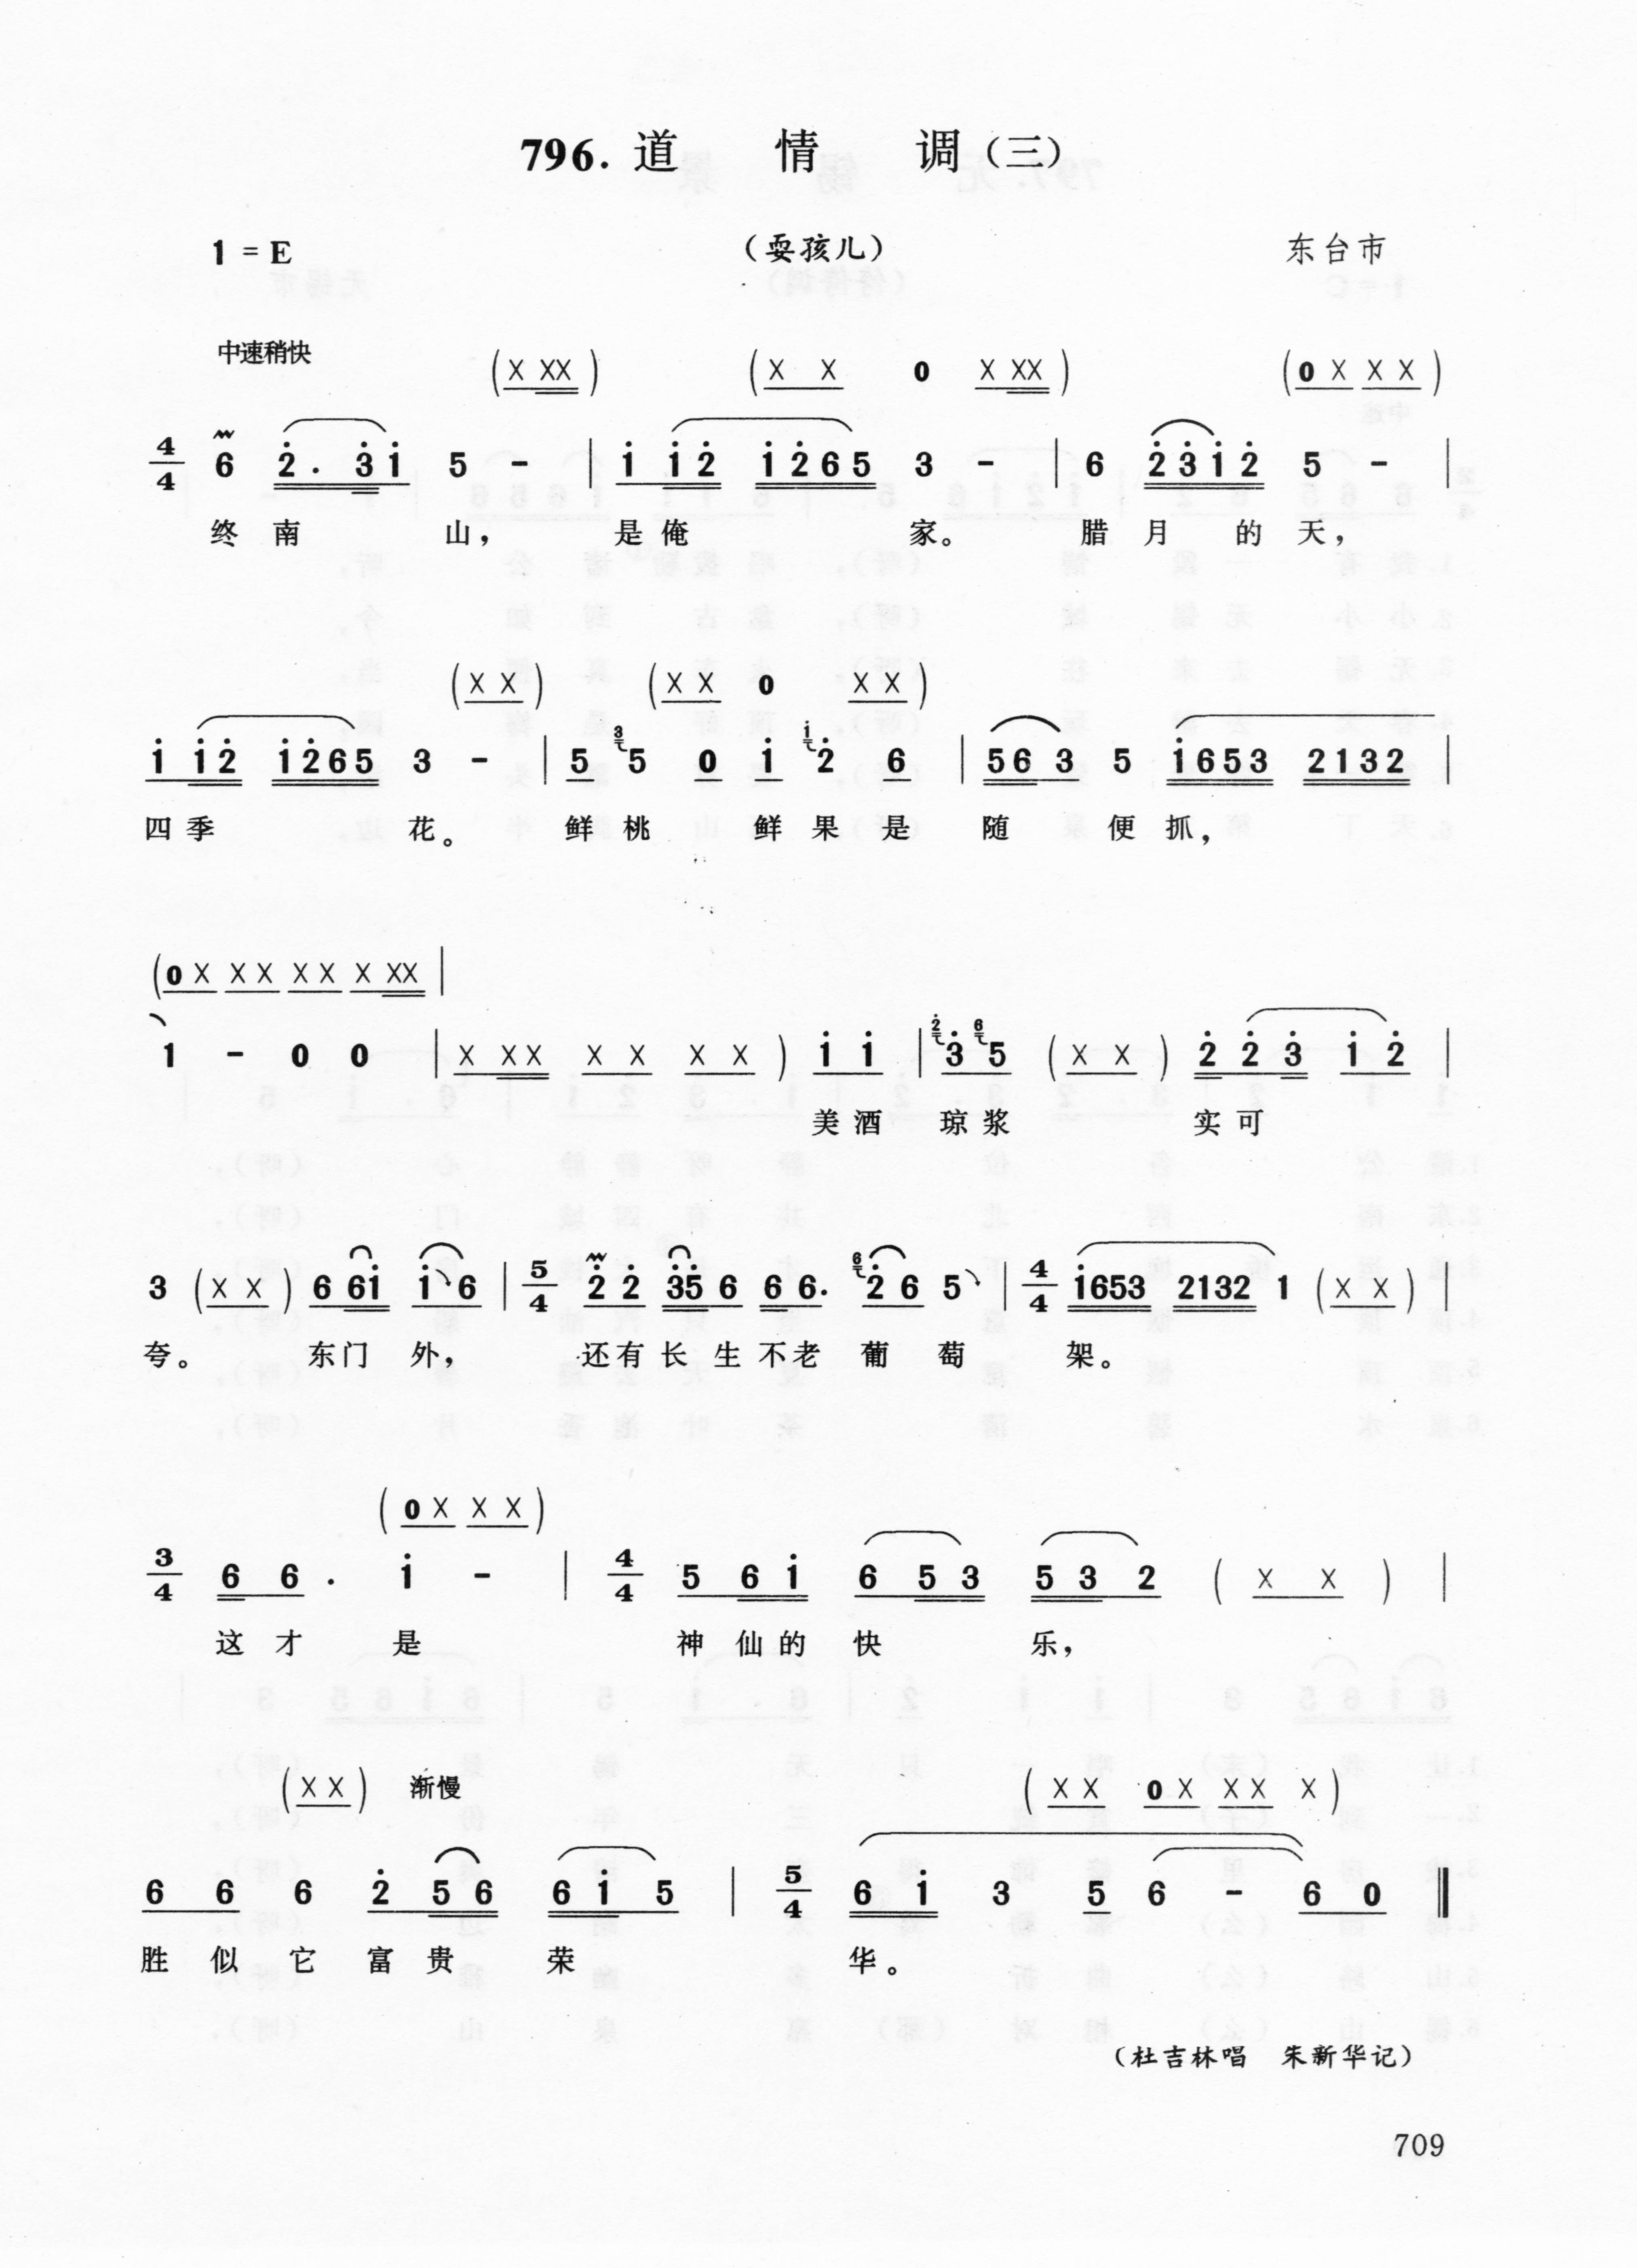 796. 道 情 调（三）
1 = E （耍孩儿） 东台市
中速稍快 (X XX) (X X 0 X XX) (0 X X X)
4/4 6 2̇ . 3̇ 1̇ 5 - | 1̇ 1̇ 2̇ 1̇ 2̇ 6 5 3 - | 6 2̇ 3̇ 1̇ 2̇ 5 - |
终 南 山， 是 俺 家。 腊 月 的 天，
(X X) (X X 0 X X)
1̇ 1̇ 2̇ 1̇ 2̇ 6 5 3 - | 5 3 5 0 1̇ 1̇ 2̇ 6 | 5 6 3 5 1̇ 6 5 3 2 1 3 2 |
四 季 花。 鲜 桃 鲜 果 是 随 便 抓，
(0 X X X X X X XX |
1 - 0 0 | X X X X X X X ) 1̇ 1̇ | 2̇ 3̇ 6 5 (X X) 2̇ 2̇ 3̇ 1̇ 2̇ |
美 酒 琼 浆 实 可
3 (X X) 6 6 1̇ 1̇ 6 | 5/4 2̇ 2̇ 3̇ 5̇ 6 6 6. 6 2̇ 6 5 | 4/4 1̇ 6 5 3 2 1 3 2 1 (X X) |
夸。 东 门 外， 还 有 长 生 不 老 葡 萄 架。
(0 X X X)
3/4 6 6 . 1̇ - | 4/4 5 6 1̇ 6 5 3 5 3 2 ( X X ) |
这 才 是 神 仙 的 快 乐，
(X X) 渐慢 ( X X 0 X X X X )
6 6 6 2̇ 5 6 6 1̇ 5 | 5/4 6 1̇ 3 5 6 - 6 0 ‖
胜 似 它 富 贵 荣 华。
（杜吉林唱 朱新华记）
709